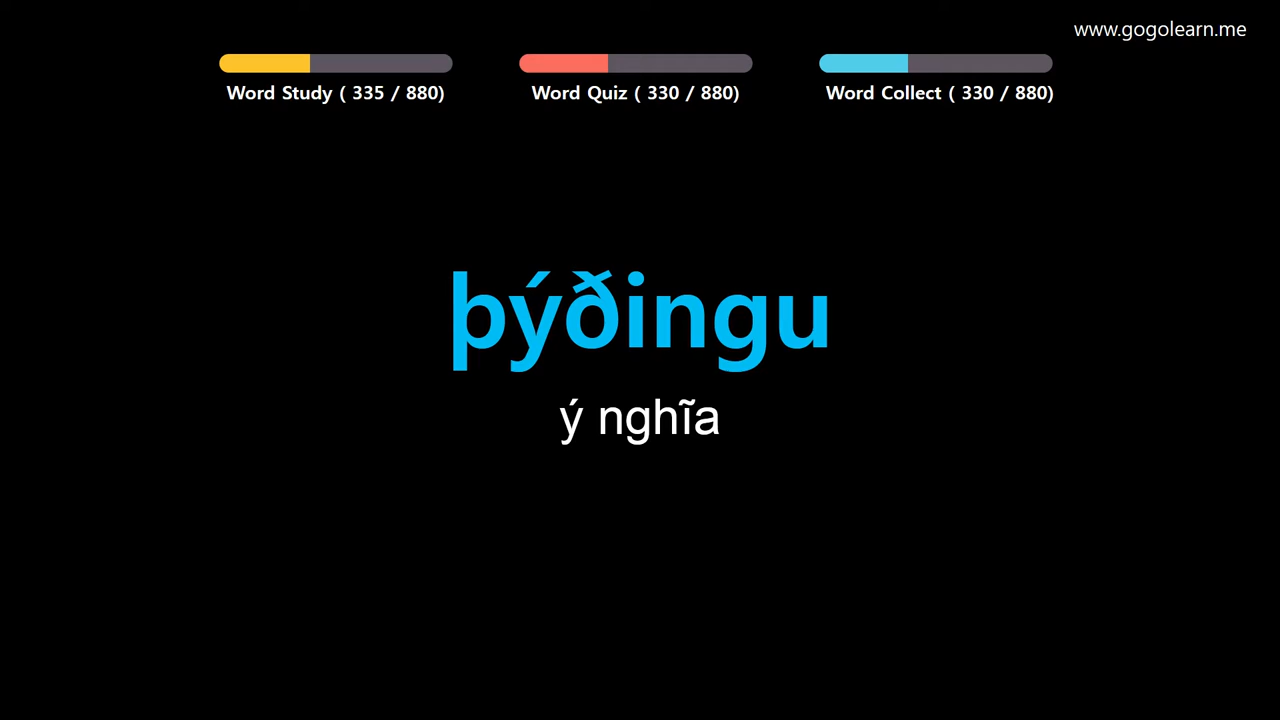 www.gogolearn.me
Word Study ( 335 / 880)
Word Quiz ( 330 / 880)
Word Collect ( 330 / 880)
þýðingu
ý nghĩa